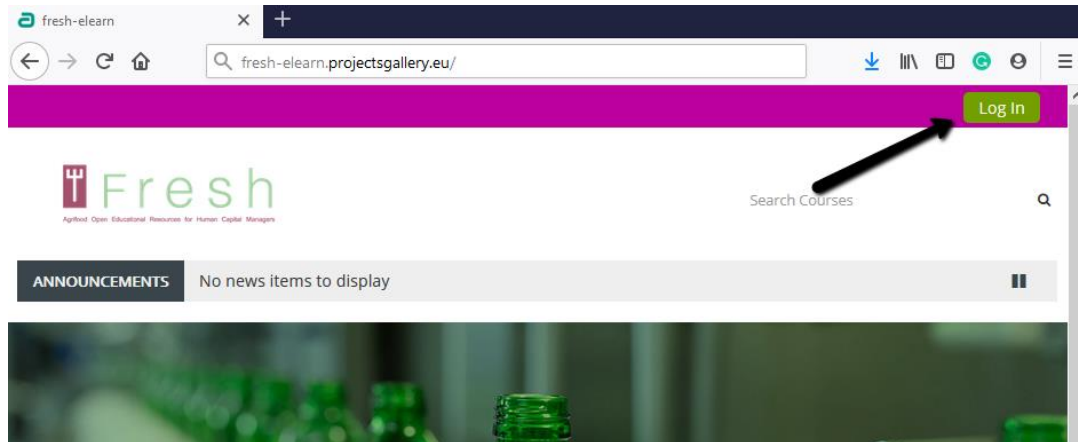 fresh-elearn
fresh-elearn.projectsgallery.eu/
Log In
Fresh
Agrifood Open Educational Resources for Human Capital Managers
Search Courses
ANNOUNCEMENTS No news items to display